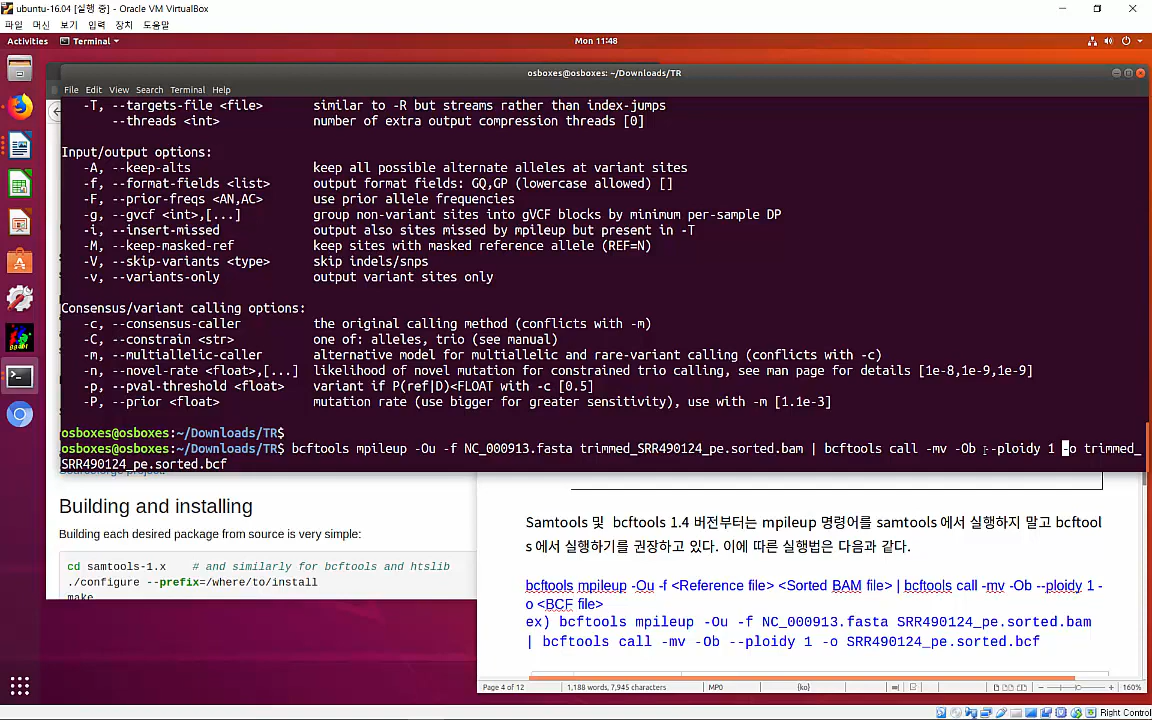 ubuntu-16.04 [실행 중] - Oracle VM VirtualBox
파일 머신 보기 입력 장치 도움말
Activities Terminal Mon 11:48
osboxes@osboxes: ~/Downloads/TR
File Edit View Search Terminal Help
-T, --targets-file <file> similar to -R but streams rather than index-jumps
--threads <int> number of extra output compression threads [0]
Input/output options:
-A, --keep-alts keep all possible alternate alleles at variant sites
-f, --format-fields <list> output format fields: GQ,GP (lowercase allowed) []
-F, --prior-freqs <AN,AC> use prior allele frequencies
-g, --gvcf <int>,[...] group non-variant sites into gVCF blocks by minimum per-sample DP
-i, --insert-missed output also sites missed by mpileup but present in -T
-M, --keep-masked-ref keep sites with masked reference allele (REF=N)
-V, --skip-variants <type> skip indels/snps
-v, --variants-only output variant sites only
Consensus/variant calling options:
-c, --consensus-caller the original calling method (conflicts with -m)
-C, --constrain <str> one of: alleles, trio (see manual)
-m, --multiallelic-caller alternative model for multiallelic and rare-variant calling (conflicts with -c)
-n, --novel-rate <float>,[...] likelihood of novel mutation for constrained trio calling, see man page for details [1e-8,1e-9,1e-9]
-p, --pval-threshold <float> variant if P(ref|D)<FLOAT with -c [0.5]
-P, --prior <float> mutation rate (use bigger for greater sensitivity), use with -m [1.1e-3]
osboxes@osboxes:~/Downloads/TR$
osboxes@osboxes:~/Downloads/TR$ bcftools mpileup -Ou -f NC_000913.fasta trimmed_SRR490124_pe.sorted.bam | bcftools call -mv -Ob --ploidy 1 -o trimmed_
SRR490124_pe.sorted.bcf
Building and installing
Building each desired package from source is very simple:
cd samtools-1.x # and similarly for bcftools and htslib
./configure --prefix=/where/to/install
make
Samtools 및 bcftools 1.4 버전부터는 mpileup 명령어를 samtools 에서 실행하지 말고 bcftool
s 에서 실행하기를 권장하고 있다. 이에 따른 실행법은 다음과 같다.
bcftools mpileup -Ou -f <Reference file> <Sorted BAM file> | bcftools call -mv -Ob --ploidy 1 -
o <BCF file>
ex) bcftools mpileup -Ou -f NC_000913.fasta SRR490124_pe.sorted.bam
| bcftools call -mv -Ob --ploidy 1 -o SRR490124_pe.sorted.bcf
Page 4 of 12 1,188 words, 7,945 characters MP0 {ko} 160%
Right Control